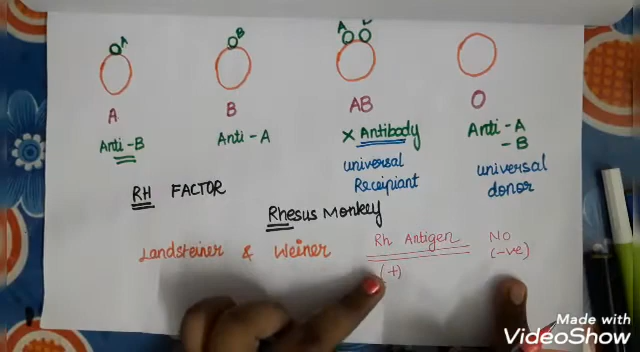 A
B
A
A
B
AB
O
Anti-B
Anti-A
x Antibody
Anti-A
-B
universal
Receipiant
universal
donor
RH FACTOR
Rhesus Monkey
Landsteiner & Weiner
Rh Antigen
No
(+)
(-ve)
Made with
VideoShow